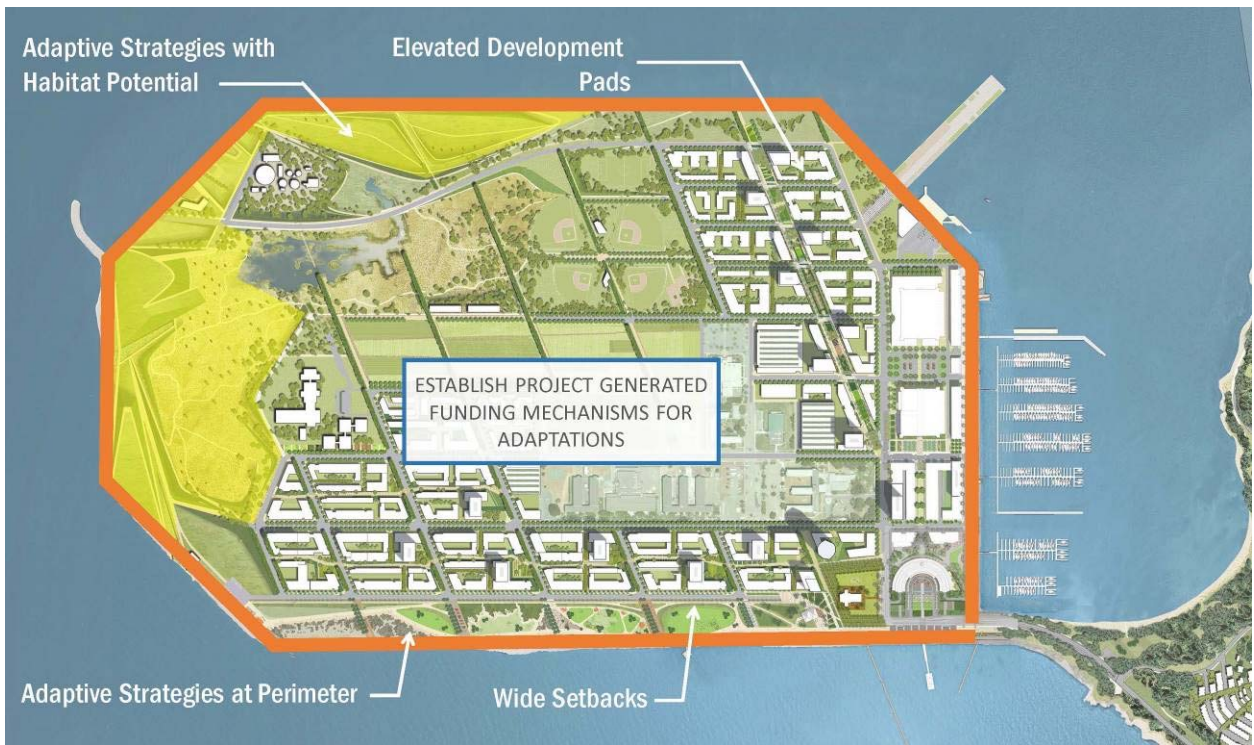 Adaptive Strategies with
Habitat Potential
Elevated Development
Pads
ESTABLISH PROJECT GENERATED
FUNDING MECHANISMS FOR
ADAPTATIONS
Adaptive Strategies at Perimeter
Wide Setbacks